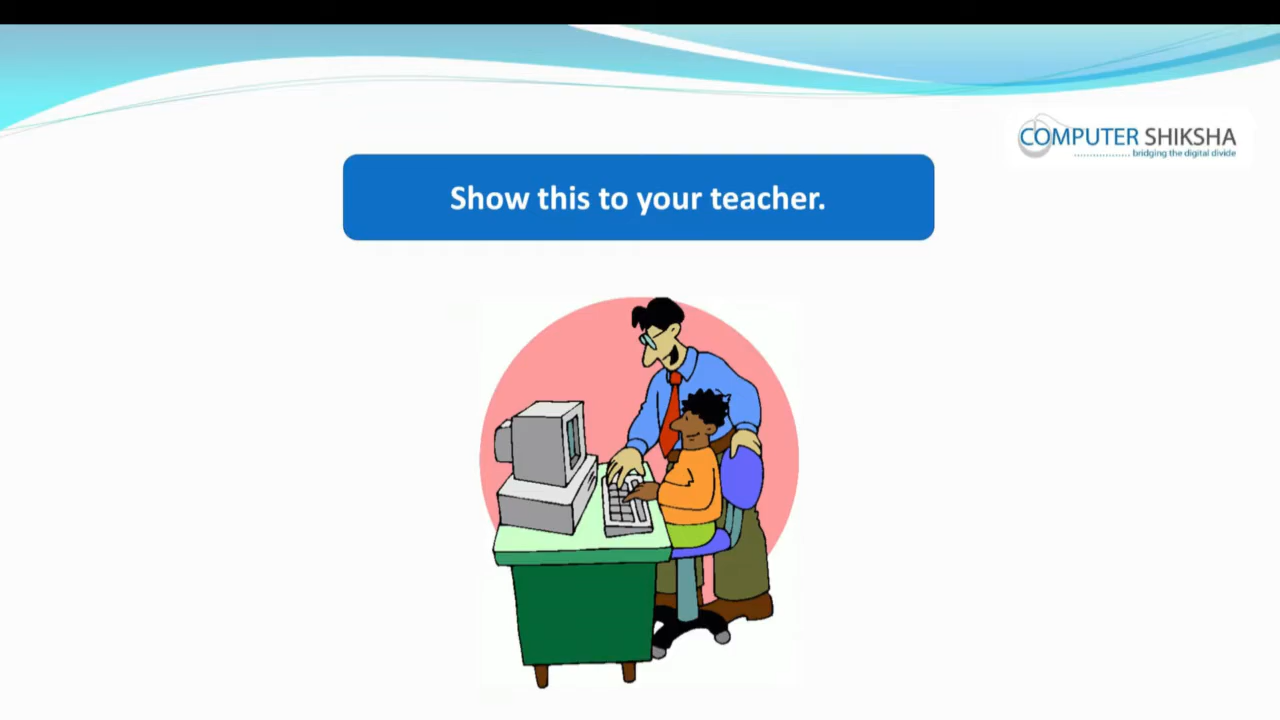 COMPUTER SHIKSHA
bridging the digital divide
Show this to your teacher.